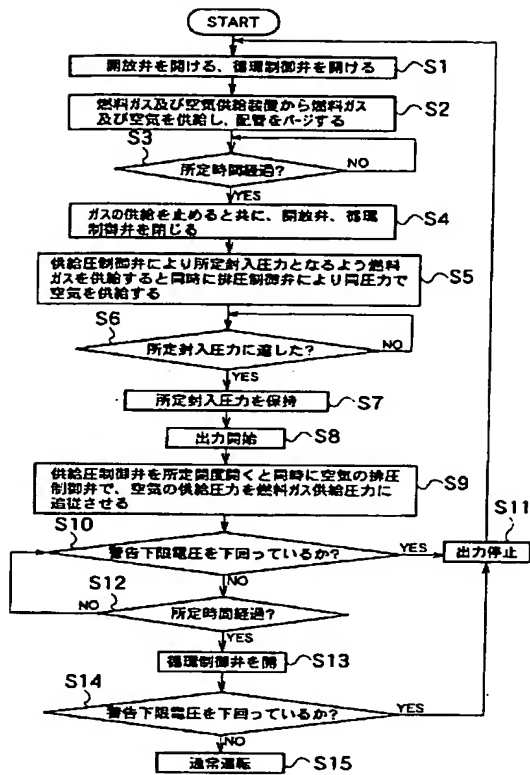 START
開放弁を開ける、循環制御弁を開ける
S1
燃料ガス及び空気供給装置から燃料ガス
及び空気を供給し、配管をパージする
S2
S3
所定時間経過?
NO
YES
ガスの供給を止めると共に、開放弁、循環
制御弁を閉じる
S4
供給圧制御弁により所定封入圧力となるよう燃料
ガスを供給すると同時に排圧制御弁により同圧力で
空気を供給する
S5
S6
所定封入圧力に達した?
NO
YES
所定封入圧力を保持
S7
出力開始
S8
供給圧制御弁を所定開度開くと同時に空気の排圧
制御弁で、空気の供給圧力を燃料ガス供給圧力に
追従させる
S9
S10
警告下限電圧を下回っているか?
YES
S11
出力停止
NO
S12
所定時間経過?
NO
YES
循環制御弁を開
S13
S14
警告下限電圧を下回っているか?
YES
NO
通常運転
S15